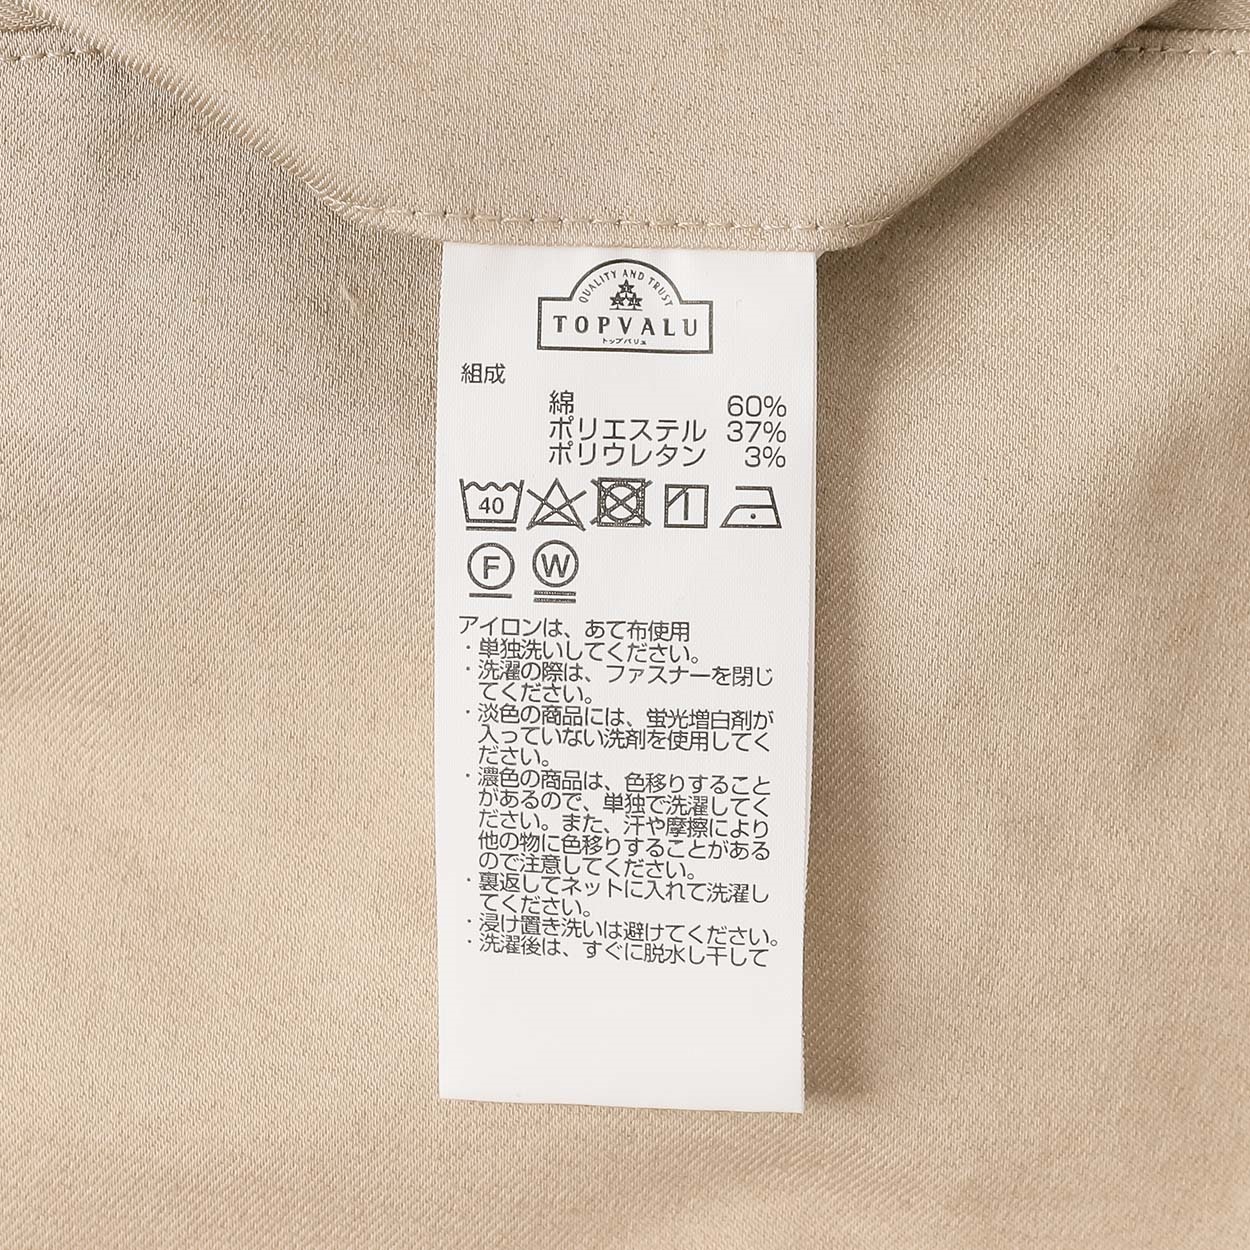 QUALITY AND TRUST
TOPVALU
トップバリュ
組成
綿 60%
ポリエステル 37%
ポリウレタン 3%
40
F W
アイロンは、あて布使用
・単独洗いしてください。
・洗濯の際は、ファスナーを閉じ
てください。
・淡色の商品には、蛍光増白剤が
入っていない洗剤を使用してく
ださい。
・濃色の商品は、色移りすること
があるので、単独で洗濯してく
ださい。また、汗や摩擦により
他の物に色移りすることがある
ので注意してください。
・裏返してネットに入れて洗濯し
てください。
・浸け置き洗いは避けてください。
・洗濯後は、すぐに脱水し干して